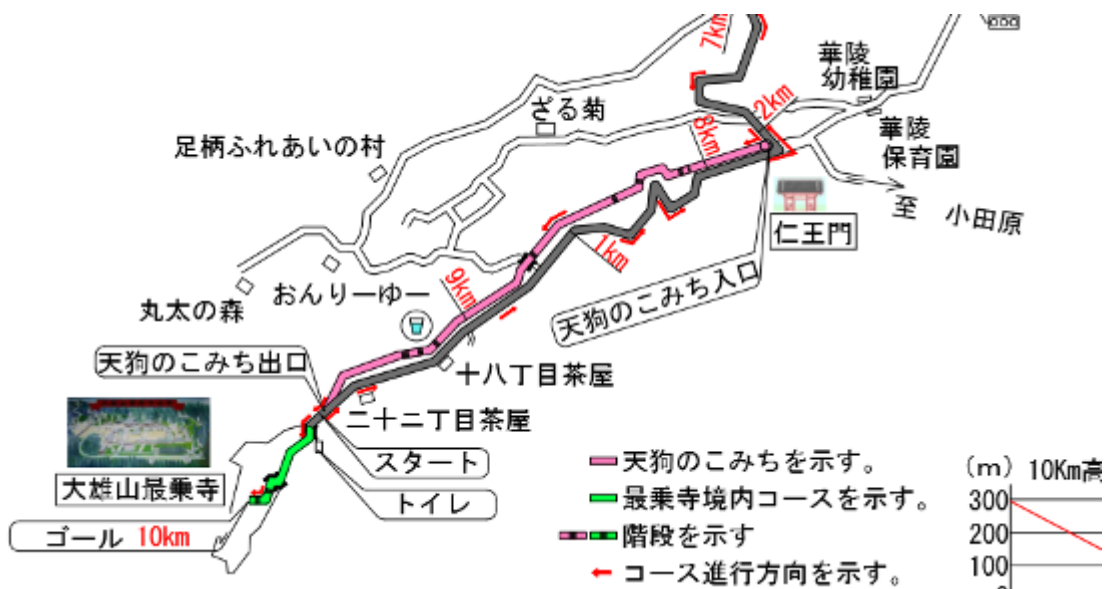 7km
華陵
幼稚園
2km
ざる菊
8km
華陵
保育園
足柄ふれあいの村
至 小田原
仁王門
1km
天狗のこみち入口
9km
おんりーゆー
丸太の森
天狗のこみち出口
十八丁目茶屋
二十二丁目茶屋
スタート
大雄山最乗寺
トイレ
ゴール 10km
天狗のこみちを示す。
最乗寺境内コースを示す。
階段を示す
コース進行方向を示す。
(m) 10Km高
300
200
100